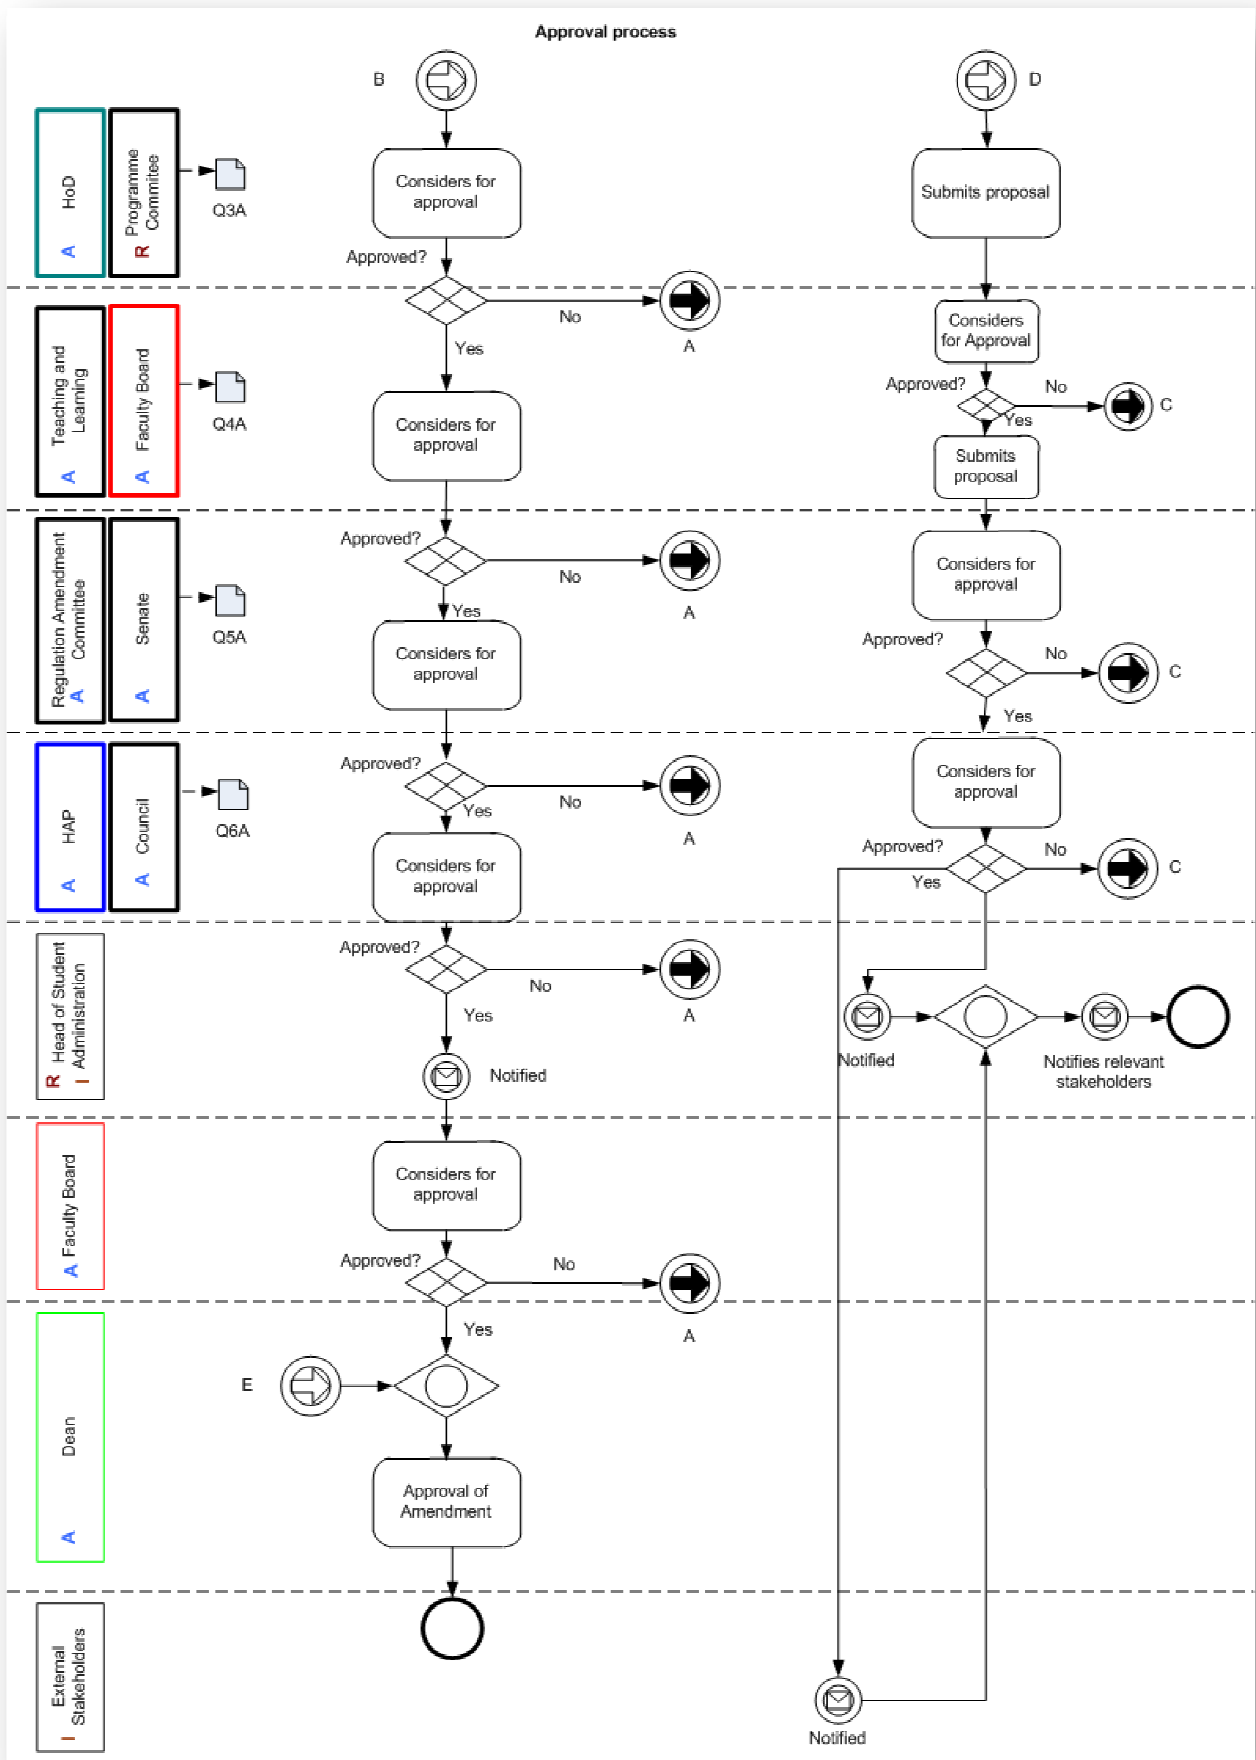 Approval process
B
D
A HoD
R Programme
Commitee
Q3A
Considers for
approval
Submits proposal
Approved?
No
A
Yes
A Teaching and
Learning
A Faculty Board
Q4A
Considers for
approval
Considers
for Approval
Approved?
No
C
Yes
Submits
proposal
Regulation Amendment
A Committee
A Senate
Q5A
Approved?
No
A
Yes
Considers for
approval
Considers for
approval
Approved?
No
C
Yes
A HAP
A Council
Q6A
Approved?
No
A
Yes
Considers for
approval
Considers for
approval
Approved?
No
C
Yes
R Head of Student
I Administration
Approved?
No
A
Yes
Notified
Notified
Notifies relevant
stakeholders
A Faculty Board
Considers for
approval
Approved?
No
A
Yes
A Dean
E
Approval of
Amendment
External
I Stakeholders
Notified